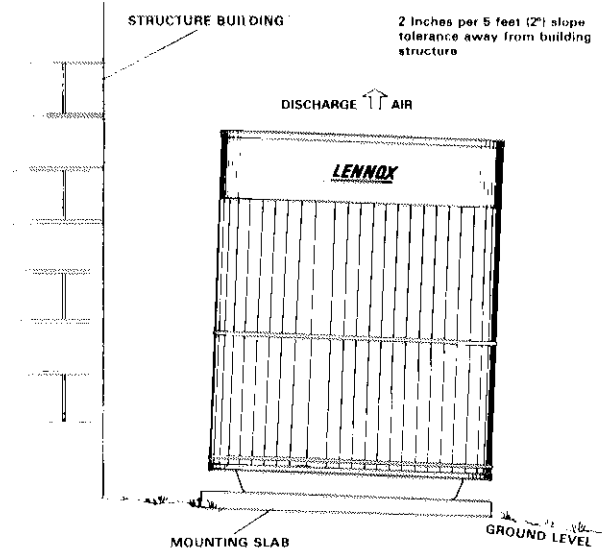 STRUCTURE BUILDING
2 Inches per 5 feet (2°) slope
tolerance away from building
structure
DISCHARGE AIR
LENNOX
GROUND LEVEL
MOUNTING SLAB